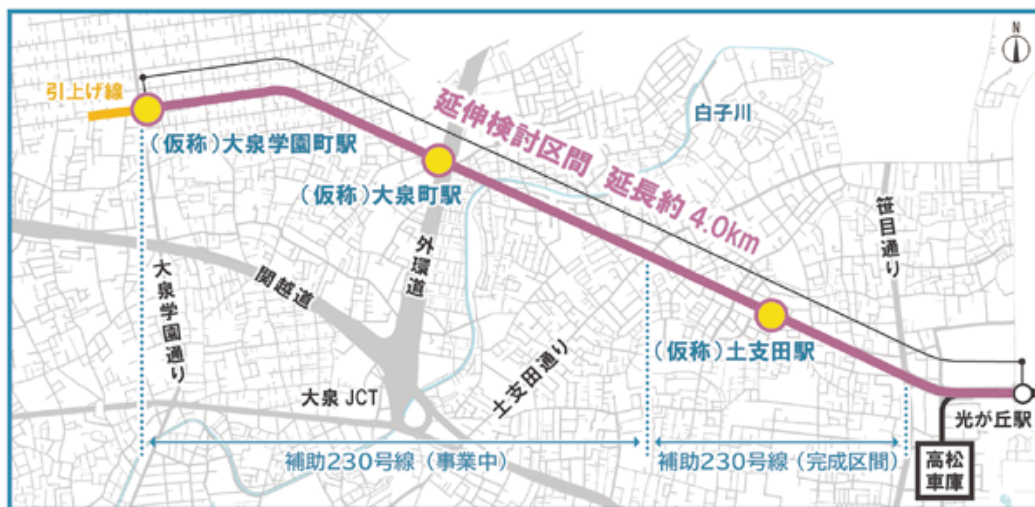 引上げ線
(仮称)大泉学園町駅
(仮称)大泉町駅
延伸検討区間 延長約 4.0km
白子川
笹目通り
外環道
関越道
大泉学園通り
大泉 JCT
土支田通り
(仮称)土支田駅
光が丘駅
高松
車庫
補助230号線(事業中)
補助230号線(完成区間)